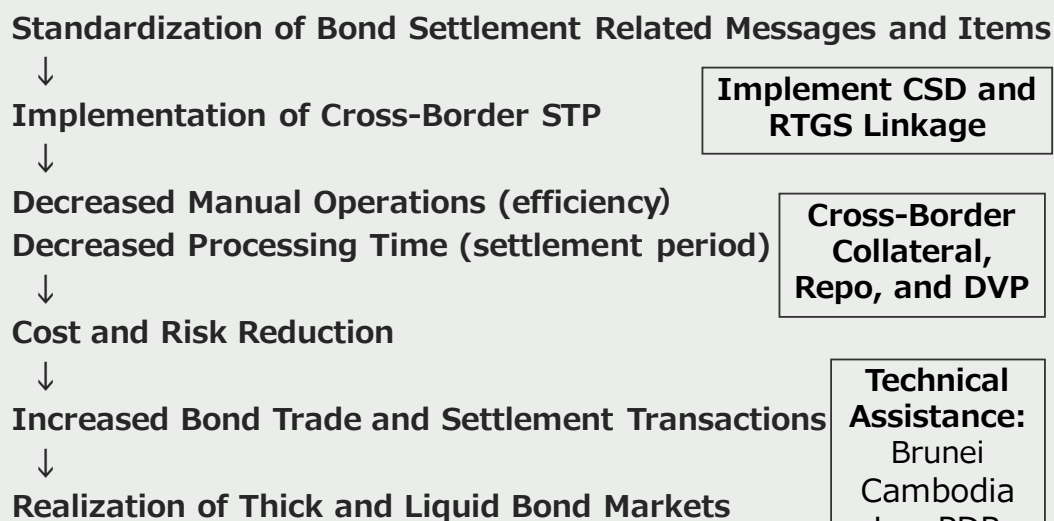 Standardization of Bond Settlement Related Messages and Items
↓
Implementation of Cross-Border STP
↓
Decreased Manual Operations (efficiency)
Decreased Processing Time (settlement period)
↓
Cost and Risk Reduction
↓
Increased Bond Trade and Settlement Transactions
↓
Realization of Thick and Liquid Bond Markets
Implement CSD and
RTGS Linkage
Cross-Border
Collateral,
Repo, and DVP
Technical
Assistance:
Brunei
Cambodia